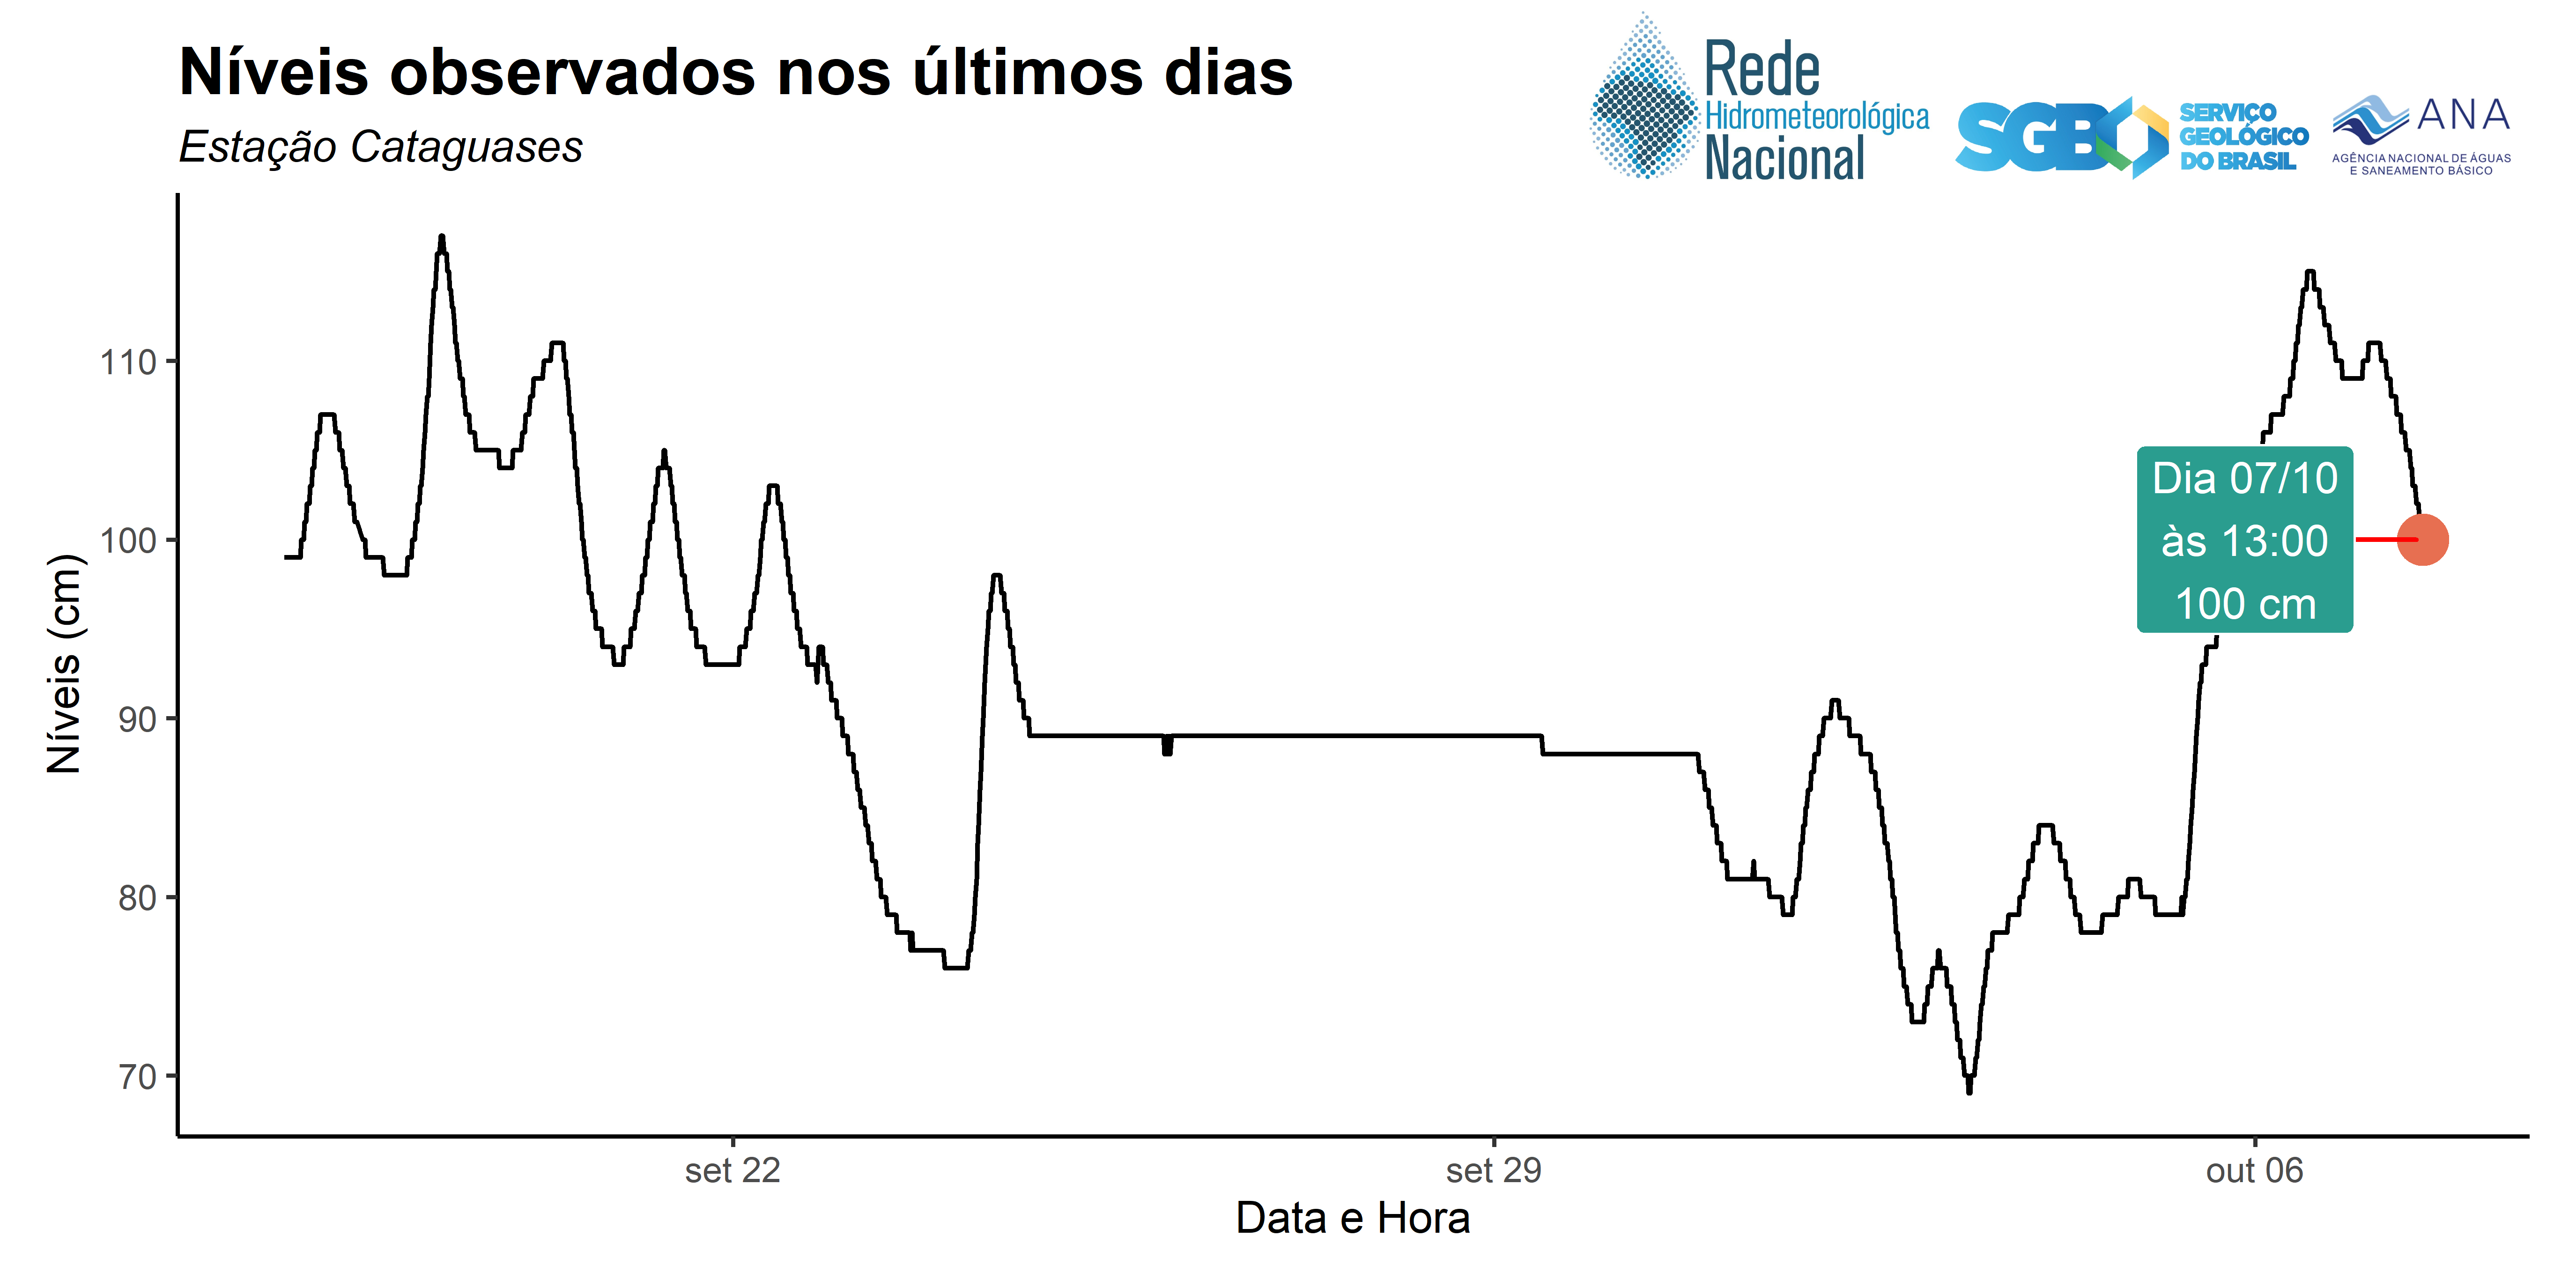 Níveis observados nos últimos dias
Estação Cataguases
Rede
Hidrometeorológica
Nacional
SGB
SERVIÇO
GEOLÓGICO
DO BRASIL
ANA
AGÊNCIA NACIONAL DE ÁGUAS
E SANEAMENTO BÁSICO
Níveis (cm)
110
100
90
80
70
Dia 07/10
às 13:00
100 cm
set 22
set 29
out 06
Data e Hora